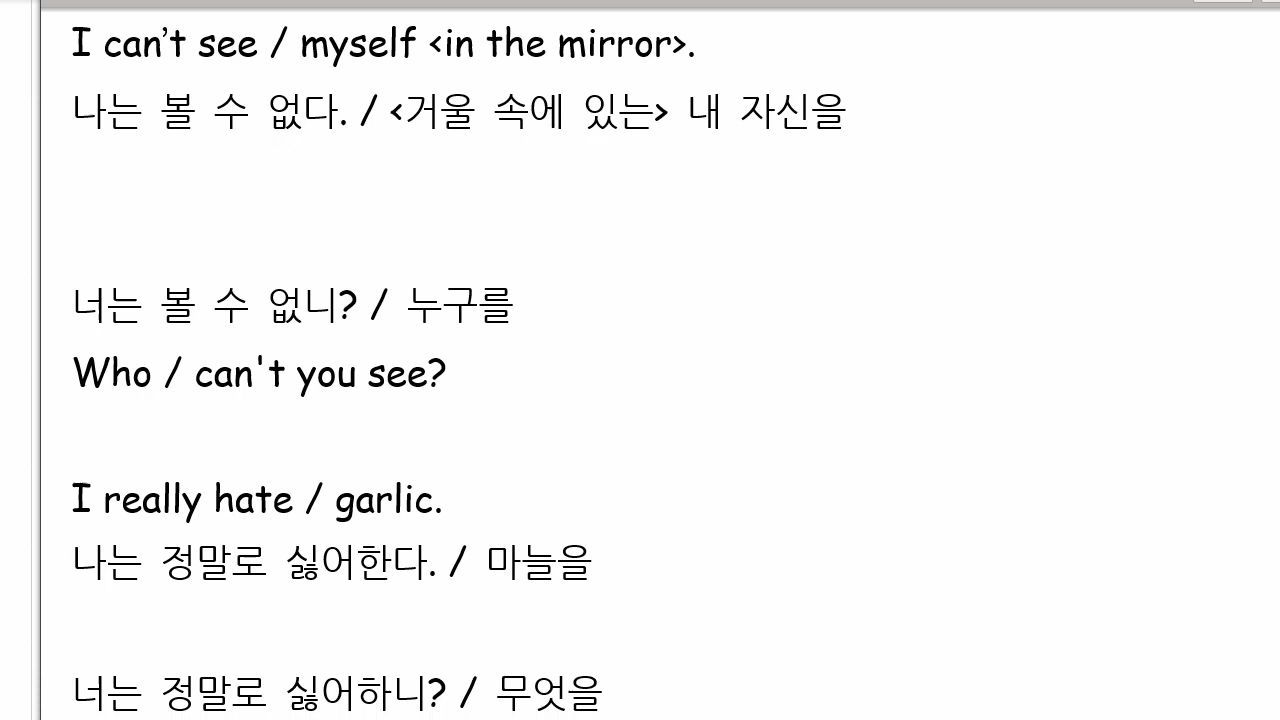 I can’t see / myself <in the mirror>.
나는 볼 수 없다. / <거울 속에 있는> 내 자신을
너는 볼 수 없니? / 누구를
Who / can't you see?
I really hate / garlic.
나는 정말로 싫어한다. / 마늘을
너는 정말로 싫어하니? / 무엇을